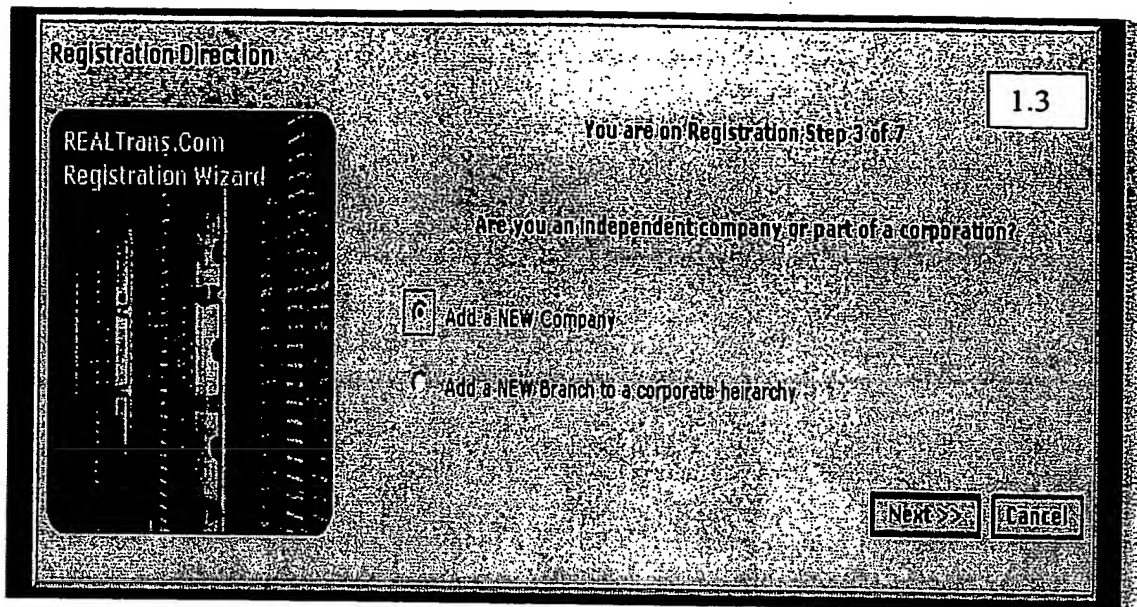 Registration Direction
1.3
REALTrans.Com
Registration Wizard
You are on Registration Step 3 of 7
Are you an independent company or part of a corporation?
Add a NEW Company
Add a NEW Branch to a corporate heirarchy
Next >>
Cancel